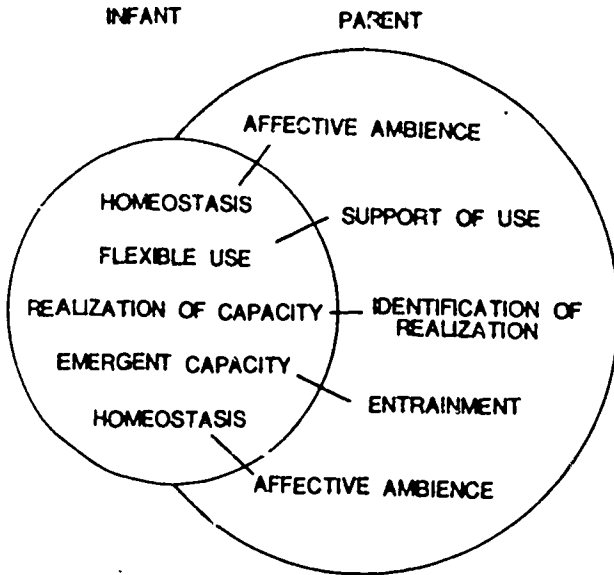 INFANT PARENT
AFFECTIVE AMBIENCE
HOMEOSTASIS
SUPPORT OF USE
FLEXIBLE USE
REALIZATION OF CAPACITY
IDENTIFICATION OF
REALIZATION
EMERGENT CAPACITY
ENTRAINMENT
HOMEOSTASIS
AFFECTIVE AMBIENCE